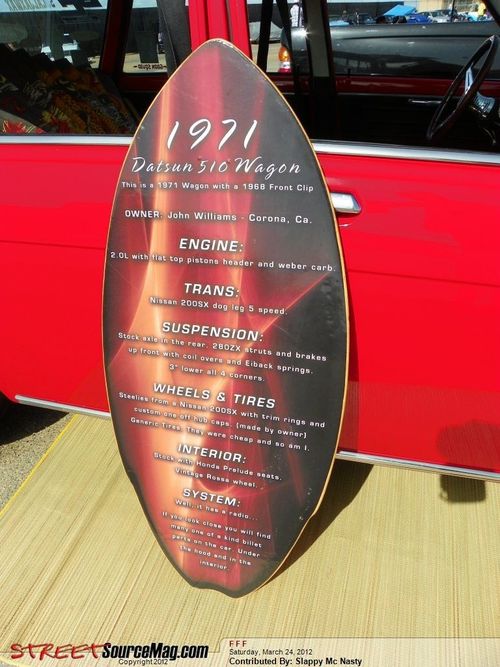 1971
Datsun "510" Wagon
This is a 1971 Wagon with a 1968 Front Clip
OWNER: John Williams - Corona, Ca.
ENGINE:
2.0L with flat top pistons header and weber carb.
TRANS:
Nissan 200SX dog leg 5 speed.
SUSPENSION:
Stock axle in the rear. 280ZX struts and brakes
up front with coil overs and Eiback springs.
3" lower all 4 corners.
WHEELS & TIRES
Steelies from a Nissan 200SX with trim rings and
custom one off hub caps. (made by owner)
Generic Tires. They were cheap and so am I.
INTERIOR:
Stock with Honda Prelude seats.
Vintage Rossa wheel.
SYSTEM:
Well, it has a radio...
If you look close you will find
many one of a kind billet
parts on the car. Under
the hood and in the
interior.
STREETSourceMag.com
Copyright 2012
FFF
Saturday, March 24, 2012
Contributed By: Slappy Mc Nasty